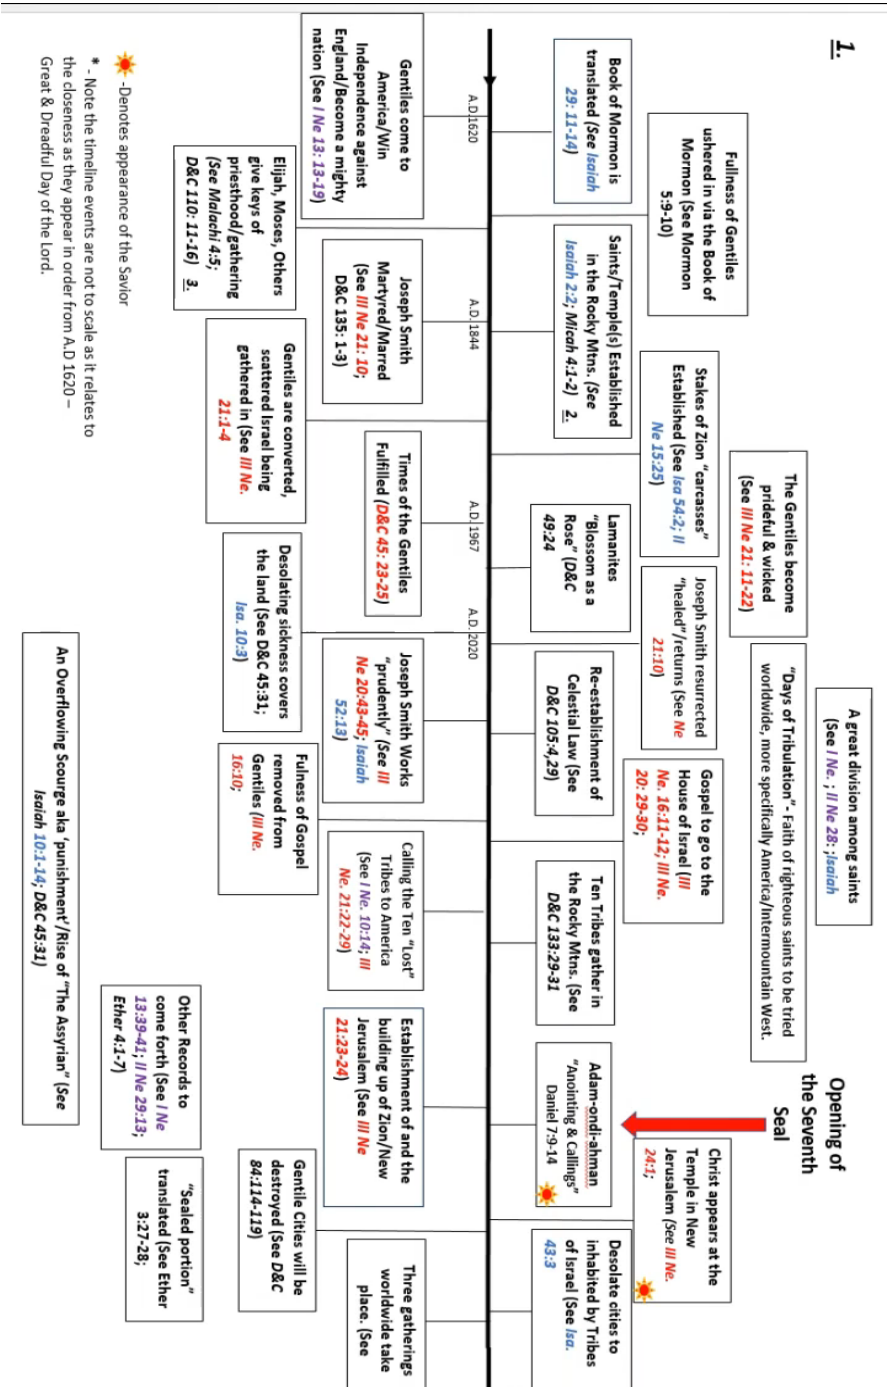 1.
Fullness of Gentiles
ushered in via the Book of
Mormon (See Mormon
5:9-10)
Book of Mormon is
translated (See Isaiah
29: 11-14)
The Gentiles become
prideful & wicked
(See III Ne 21: 11-22)
Stakes of Zion "carcasses"
Established (See Isa 54:2; II
Ne 15:25)
Saints/Temple(s) Established
in the Rocky Mtns. (See
Isaiah 2:2; Micah 4:1-2) 2.
Lamanites
"Blossom as a
Rose" (D&C
49:24
A great division among saints
(See I Ne. ; II Ne 28: ;Isaiah
"Days of Tribulation"- Faith of righteous saints to be tried
worldwide, more specifically America/Intermountain West.
Joseph Smith resurrected
"healed"/returns (See Ne
21:10)
Re-establishment of
Celestial Law (See
D&C 105:4,29)
Gospel to go to the
House of Israel (III
Ne. 16:11-12; III Ne.
20: 29-30;
Ten Tribes gather in
the Rocky Mtns. (See
D&C 133:29-31
Opening of
the Seventh
Seal
Adam-ondi-ahman
"Anointing & Callings"
Daniel 7:9-14
Christ appears at the
Temple in New
Jerusalem (See III Ne.
24:1;
Desolate cities to
inhabited by Tribes
of Israel (See Isa.
43:3
A.D.1620
A.D.1844
A.D.1967
A.D. 2020
Gentiles come to
America/Win
Independence against
England/Become a mighty
nation (See I Ne 13: 13-19)
Elijah, Moses, Others
give keys of
priesthood/gathering
(See Malachi 4:5;
D&C 110: 11-16) 3.
Joseph Smith
Martyred/Marred
(See III Ne 21: 10;
D&C 135: 1-3)
Gentiles are converted,
scattered Israel being
gathered in (See III Ne.
21:1-4
Times of the Gentiles
Fulfilled (D&C 45: 23-25)
Desolating sickness covers
the land (See D&C 45:31;
Isa. 10:3)
Joseph Smith Works
"prudently" (See III
Ne 20:43-45; Isaiah
52:13)
Fulness of Gospel
removed from
Gentiles (III Ne.
16:10;
Calling the Ten "Lost"
Tribes to America
(See I Ne. 10:14; III
Ne. 21:22-29)
Establishment of and the
building up of Zion/New
Jerusalem (See III Ne
21:23-24)
Other Records to
come forth (See I Ne
13:39-41; II Ne 29:13;
Ether 4:1-7)
Gentile Cities will be
destroyed (See D&C
84:114-119)
"Sealed portion"
translated (See Ether
3:27-28;
Three gatherings
worldwide take
place. (See
An Overflowing Scourge aka 'punishment'/Rise of "The Assyrian" (See
Isaiah 10:1-14; D&C 45:31)
-Denotes appearance of the Savior
* - Note the timeline events are not to scale as it relates to
the closeness as they appear in order from A.D 1620 –
Great & Dreadful Day of the Lord.